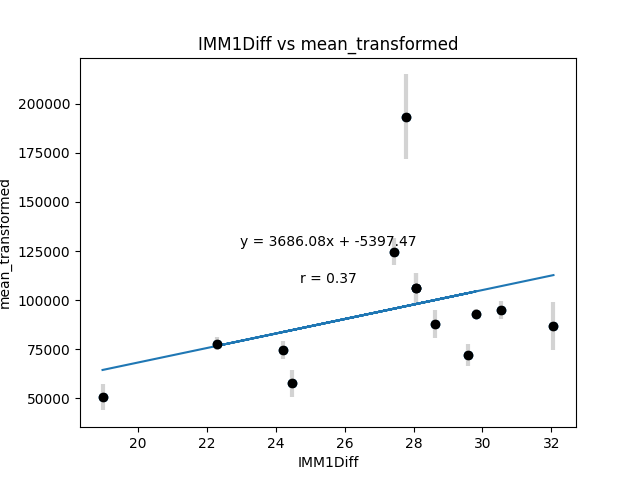 IMM1Diff vs mean_transformed
mean_transformed
200000
175000
150000
125000
100000
75000
50000
y = 3686.08x + -5397.47
r = 0.37
20 22 24 26 28 30 32
IMM1Diff